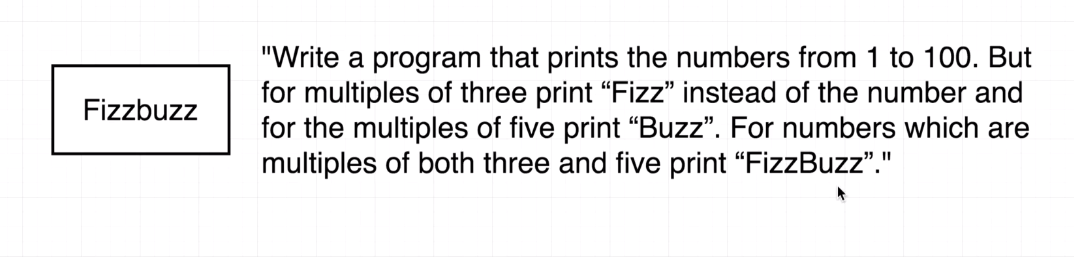 Fizzbuzz
"Write a program that prints the numbers from 1 to 100. But
for multiples of three print “Fizz” instead of the number and
for the multiples of five print “Buzz”. For numbers which are
multiples of both three and five print “FizzBuzz”."